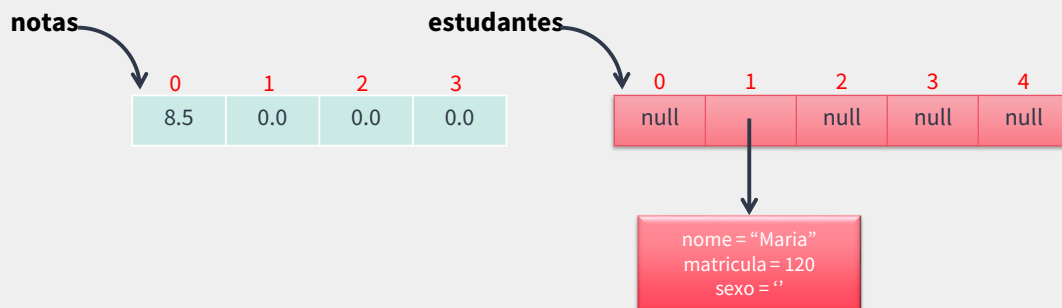 notas
estudantes
0 1 2 3
8.5 0.0 0.0 0.0
0 1 2 3 4
null null null null
nome = “Maria”
matricula = 120
sexo = ‘’